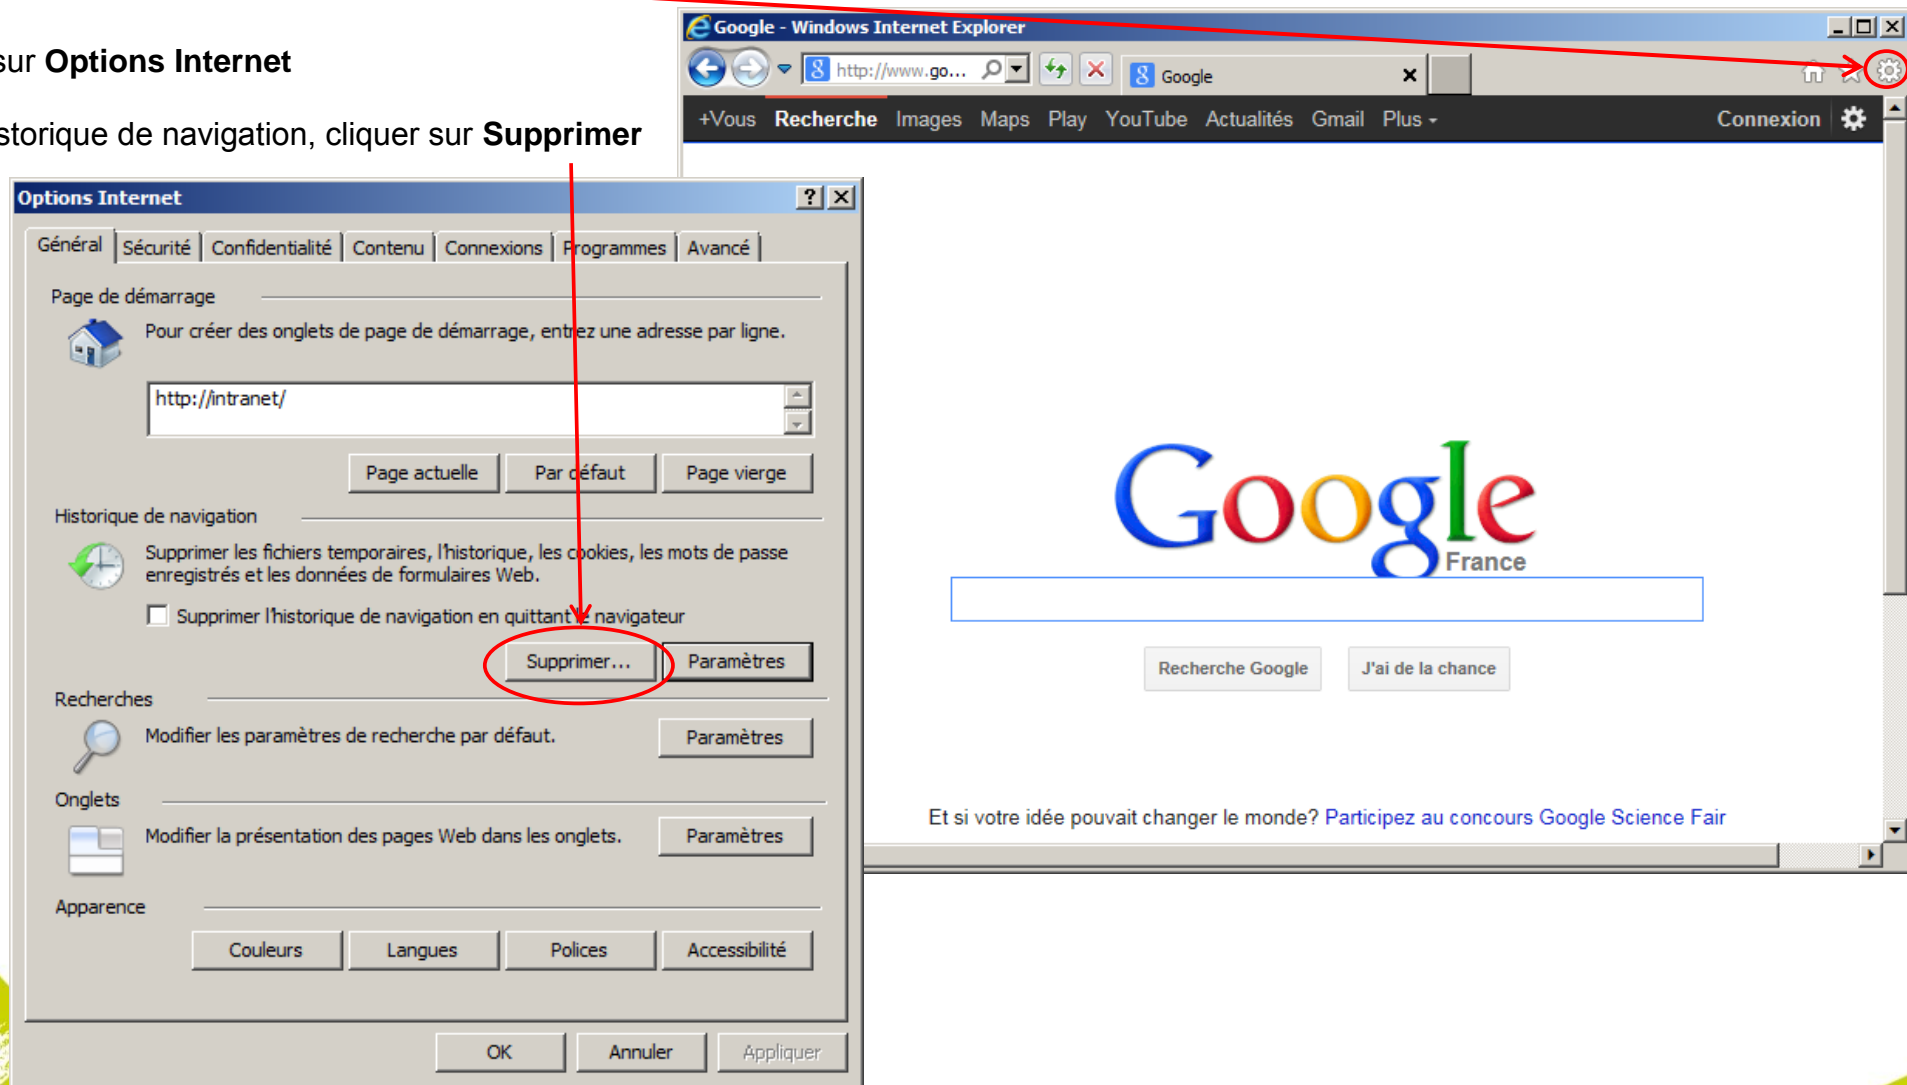 sur Options Internet
storique de navigation, cliquer sur Supprimer
Google - Windows Internet Explorer
http://www.go...
Google
+Vous Recherche Images Maps Play YouTube Actualités Gmail Plus
Connexion
Options Internet
Général Sécurité Confidentialité Contenu Connexions Programmes Avancé
Page de démarrage
Pour créer des onglets de page de démarrage, entrez une adresse par ligne.
http://intranet/
Page actuelle Par défaut Page vierge
Historique de navigation
Supprimer les fichiers temporaires, l'historique, les cookies, les mots de passe
enregistrés et les données de formulaires Web.
Supprimer l'historique de navigation en quittant le navigateur
Supprimer... Paramètres
Recherches
Modifier les paramètres de recherche par défaut.
Paramètres
Onglets
Modifier la présentation des pages Web dans les onglets.
Paramètres
Apparence
Couleurs Langues Polices Accessibilité
OK Annuler Appliquer
Google
France
Recherche Google J'ai de la chance
Et si votre idée pouvait changer le monde? Participez au concours Google Science Fair